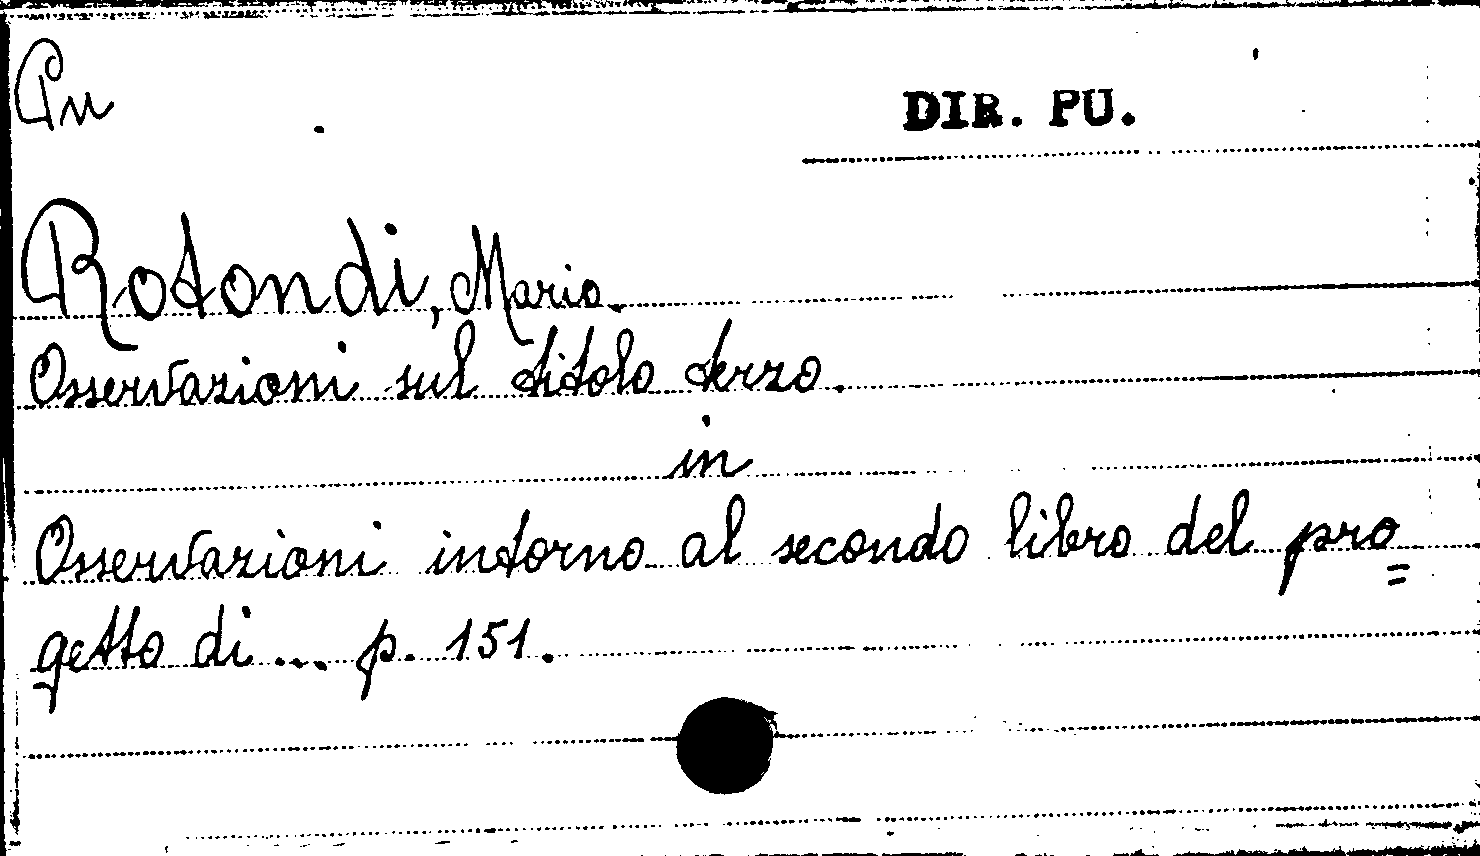 Pu
DIR. PU.
Rotondi, Mario.
Osservazioni sul titolo terzo.
in
Osservazioni intorno al secondo libro del pro=
getto di ... p. 151.